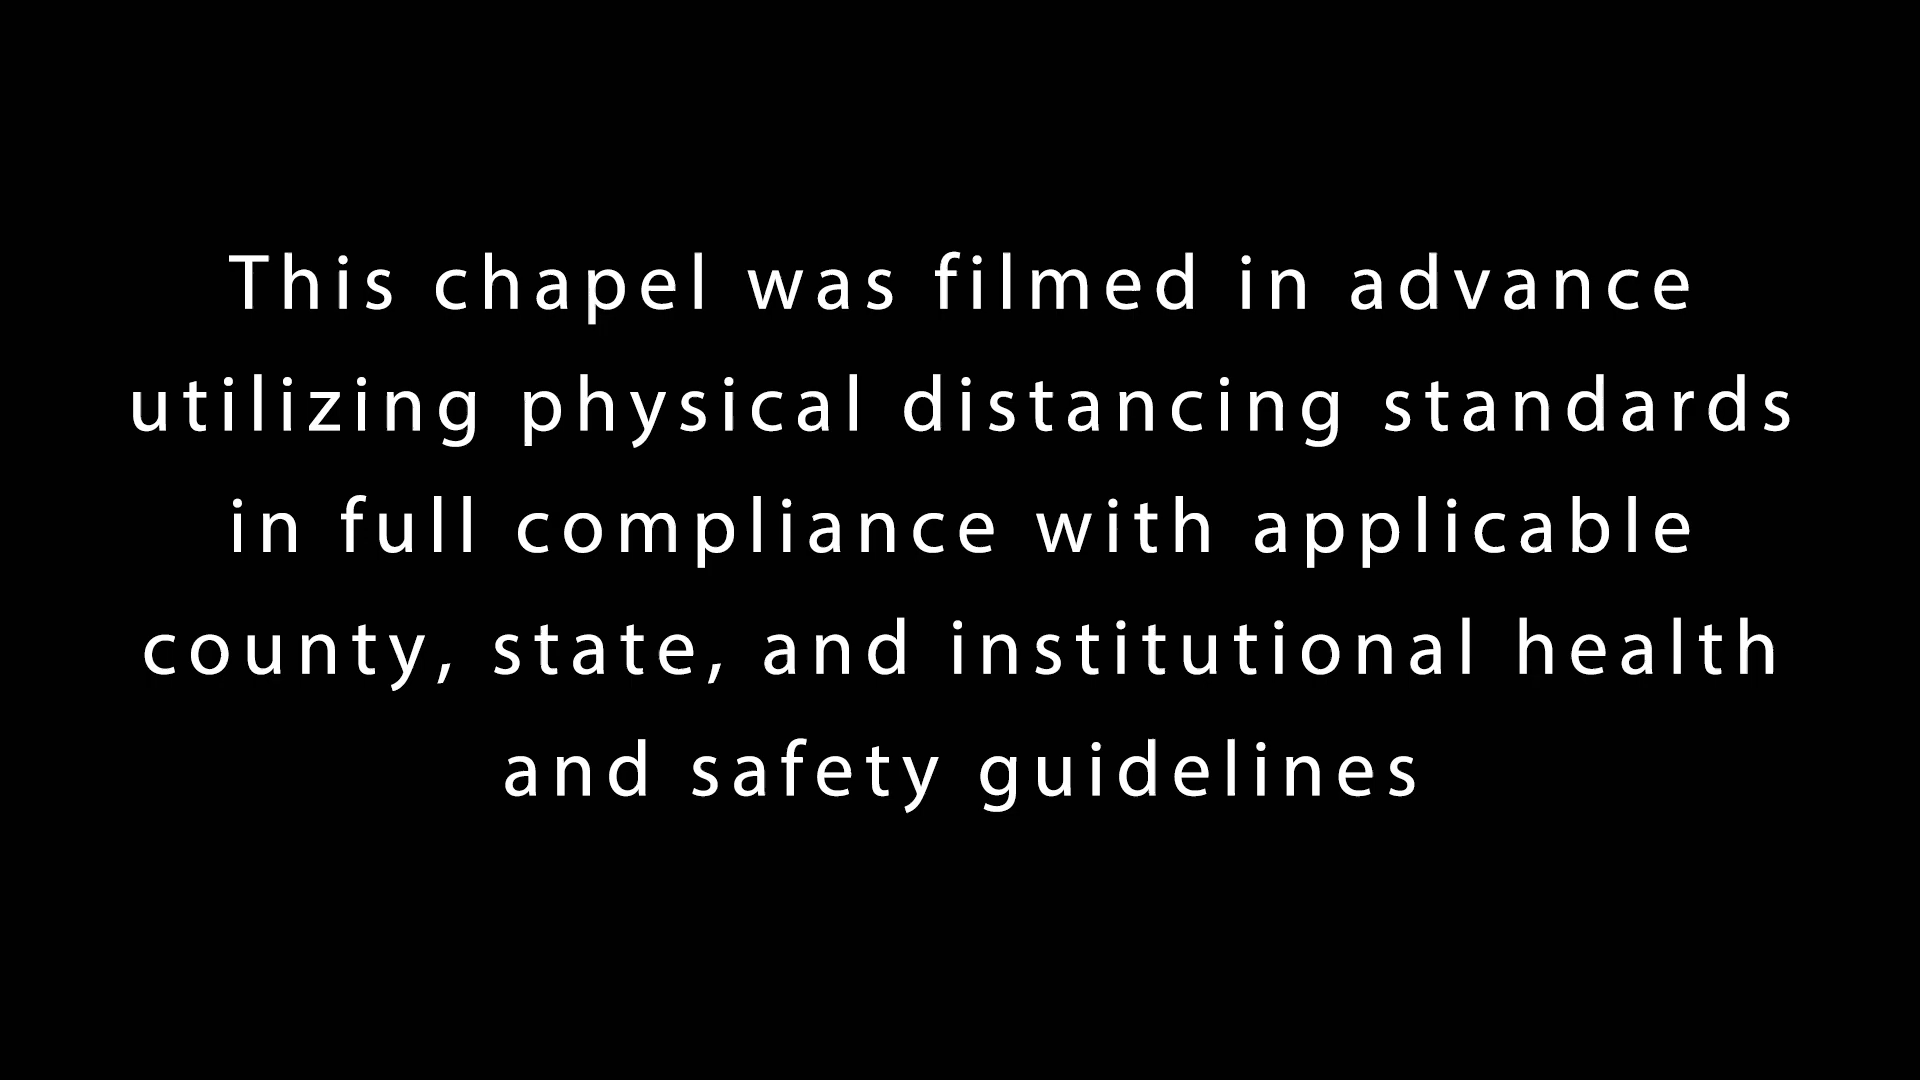 This chapel was filmed in advance
utilizing physical distancing standards
in full compliance with applicable
county, state, and institutional health
and safety guidelines